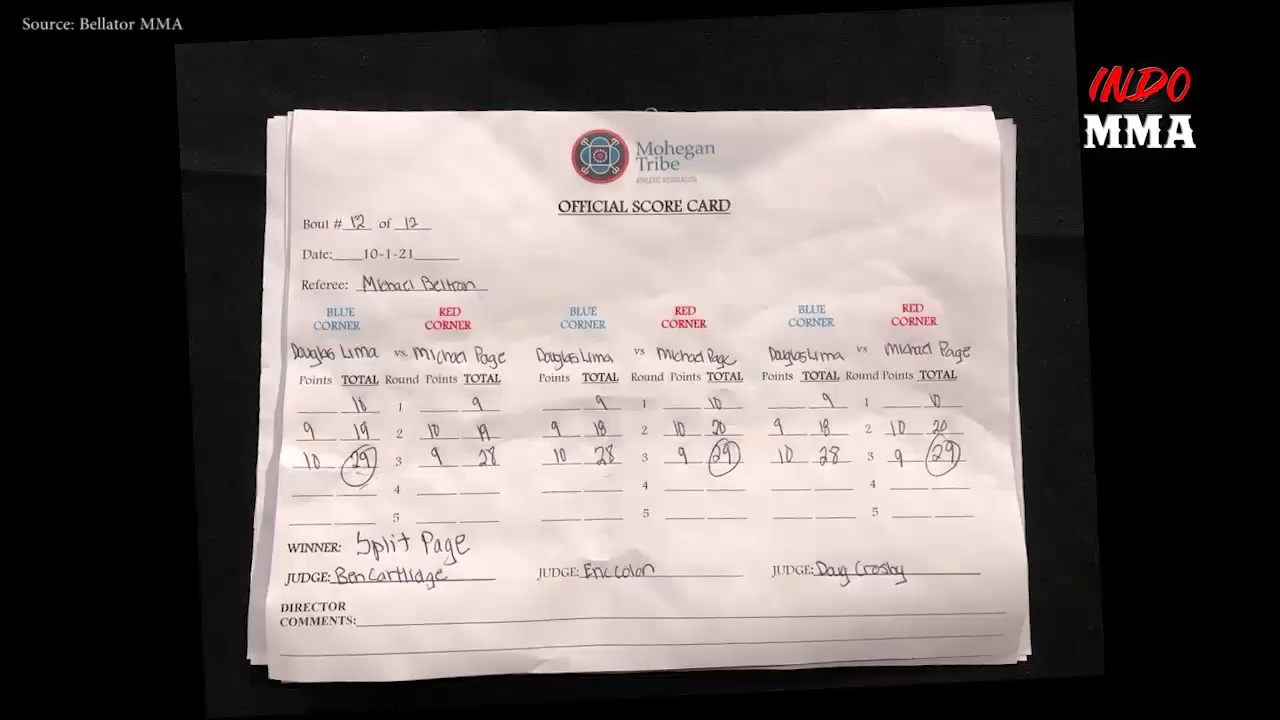 Source: Bellator MMA
INDO
MMA
Mohegan
Tribe
ATHLETIC REGULATION
OFFICIAL SCORE CARD
Bout # 12 of 12
Date: 10-1-21
Referee: Michael Beltran
BLUE CORNER RED CORNER BLUE CORNER RED CORNER BLUE CORNER RED CORNER
Douglas Lima vs. Michael Page Douglas Lima vs Michael Page Douglas Lima vs Michael Page
Points TOTAL Round Points TOTAL Points TOTAL Round Points TOTAL Points TOTAL Round Points TOTAL
10 1 9 9 1 10 9 1 10
9 19 2 10 19 9 18 2 10 20 9 18 2 10 20
10 29 3 9 28 10 28 3 9 29 10 28 3 9 29
4 4 4
5 5 5
WINNER: Split Page
JUDGE: Ben Cartlidge JUDGE: Eric Colon JUDGE: Doug Crosby
DIRECTOR
COMMENTS: